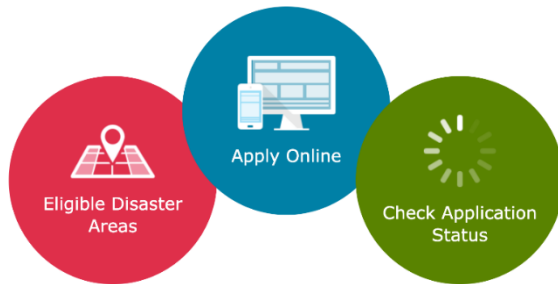 Eligible Disaster
Areas
Apply Online
Check Application
Status